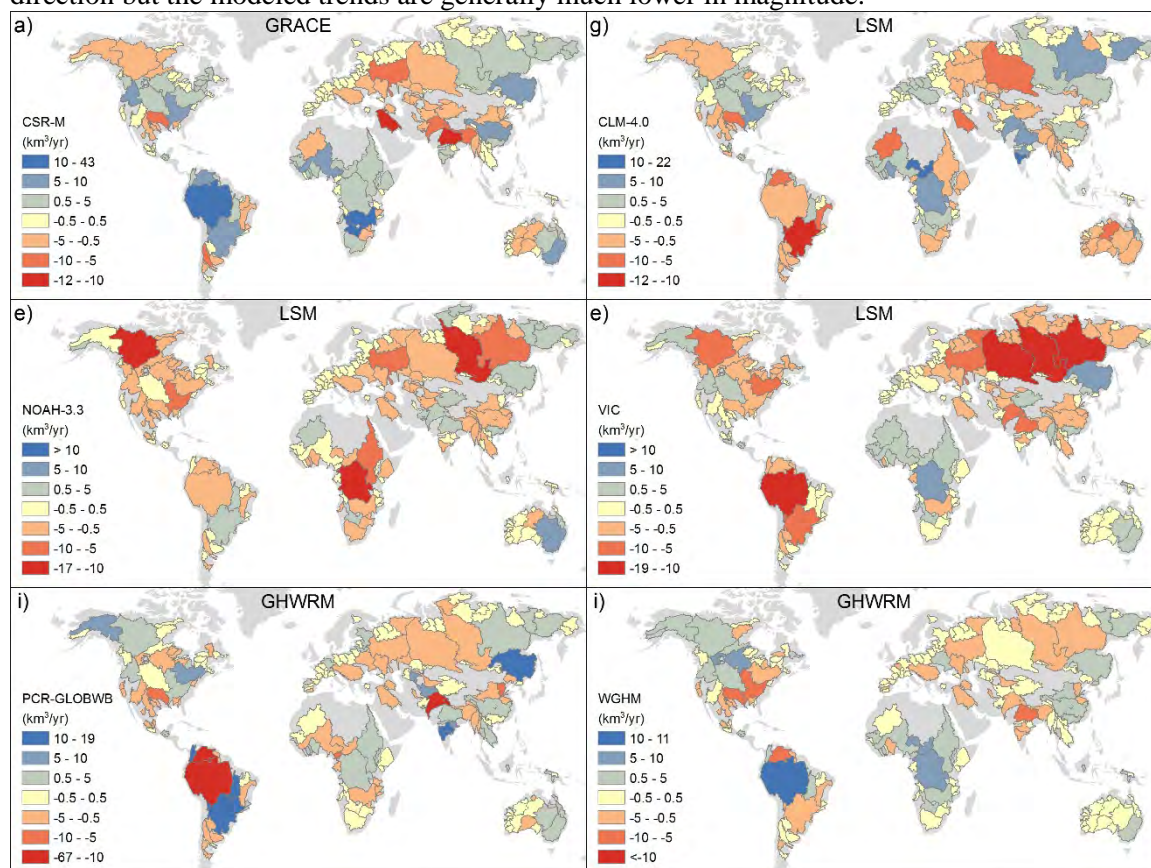 direction but the modeled trends are generally much lower in magnitude.
a) GRACE
CSR-M
(km³/yr)
10 - 43
5 - 10
0.5 - 5
-0.5 - 0.5
-5 - -0.5
-10 - -5
-12 - -10
g) LSM
CLM-4.0
(km³/yr)
10 - 22
5 - 10
0.5 - 5
-0.5 - 0.5
-5 - -0.5
-10 - -5
-12 - -10
e) LSM
NOAH-3.3
(km³/yr)
> 10
5 - 10
0.5 - 5
-0.5 - 0.5
-5 - -0.5
-10 - -5
-17 - -10
e) LSM
VIC
(km³/yr)
> 10
5 - 10
0.5 - 5
-0.5 - 0.5
-5 - -0.5
-10 - -5
-19 - -10
i) GHWRM
PCR-GLOBWB
(km³/yr)
10 - 19
5 - 10
0.5 - 5
-0.5 - 0.5
-5 - -0.5
-10 - -5
-67 - -10
i) GHWRM
WGHM
(km³/yr)
10 - 11
5 - 10
0.5 - 5
-0.5 - 0.5
-5 - -0.5
-10 - -5
<-10